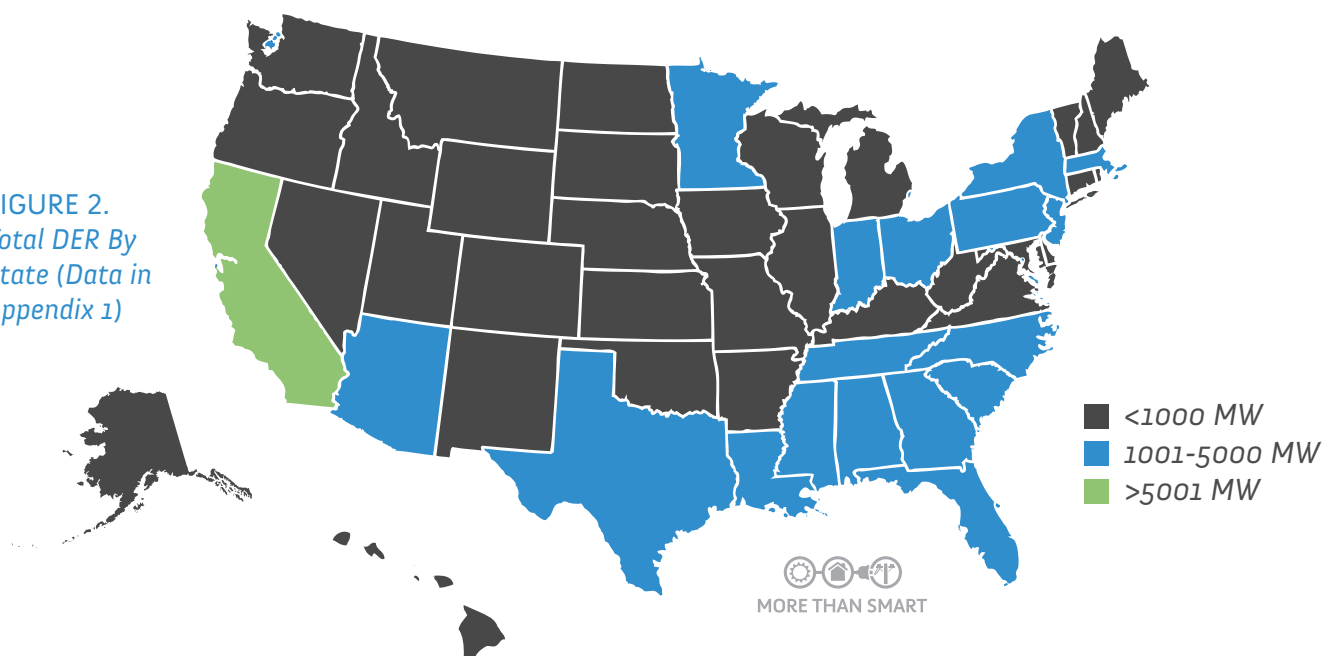 IGURE 2.
otal DER By
tate (Data in
ppendix 1)
<1000 MW
1001-5000 MW
>5001 MW
MORE THAN SMART